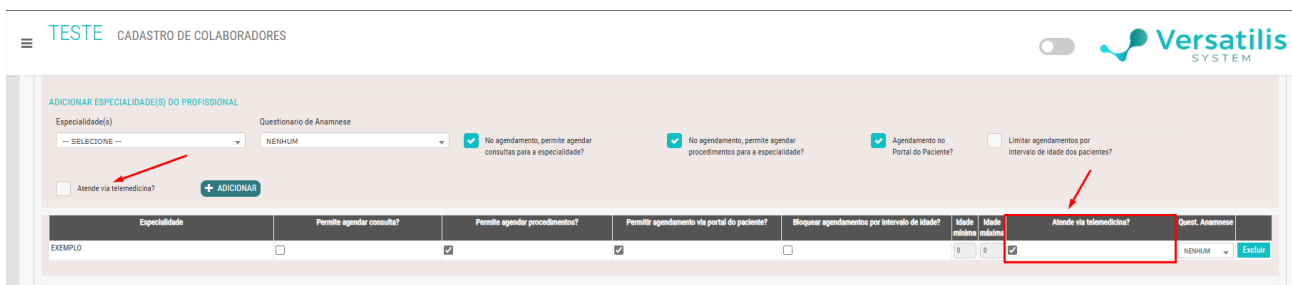 TESTE CADASTRO DE COLABORADORES
Versatilis
SYSTEM
ADICIONAR ESPECIALIDADE(S) DO PROFISSIONAL
Especialidade(s)
Questionario de Anamnese
-- SELECIONE --
NENHUM
No agendamento, permite agendar
consultas para a especialidade?
No agendamento, permite agendar
procedimentos para a especialidade?
Agendamento no
Portal do Paciente?
Limitar agendamentos por
intervalo de idade dos pacientes?
Atende via telemedicina?
+ ADICIONAR
Especialidade Permite agendar consulta? Permite agendar procedimentos? Permitir agendamento via portal do paciente? Bloquear agendamentos por intervalo de idade? Idade mínima Idade máxima Atende via telemedicina? Quest. Anamnese
EXEMPLO 0 0 NENHUM Excluir